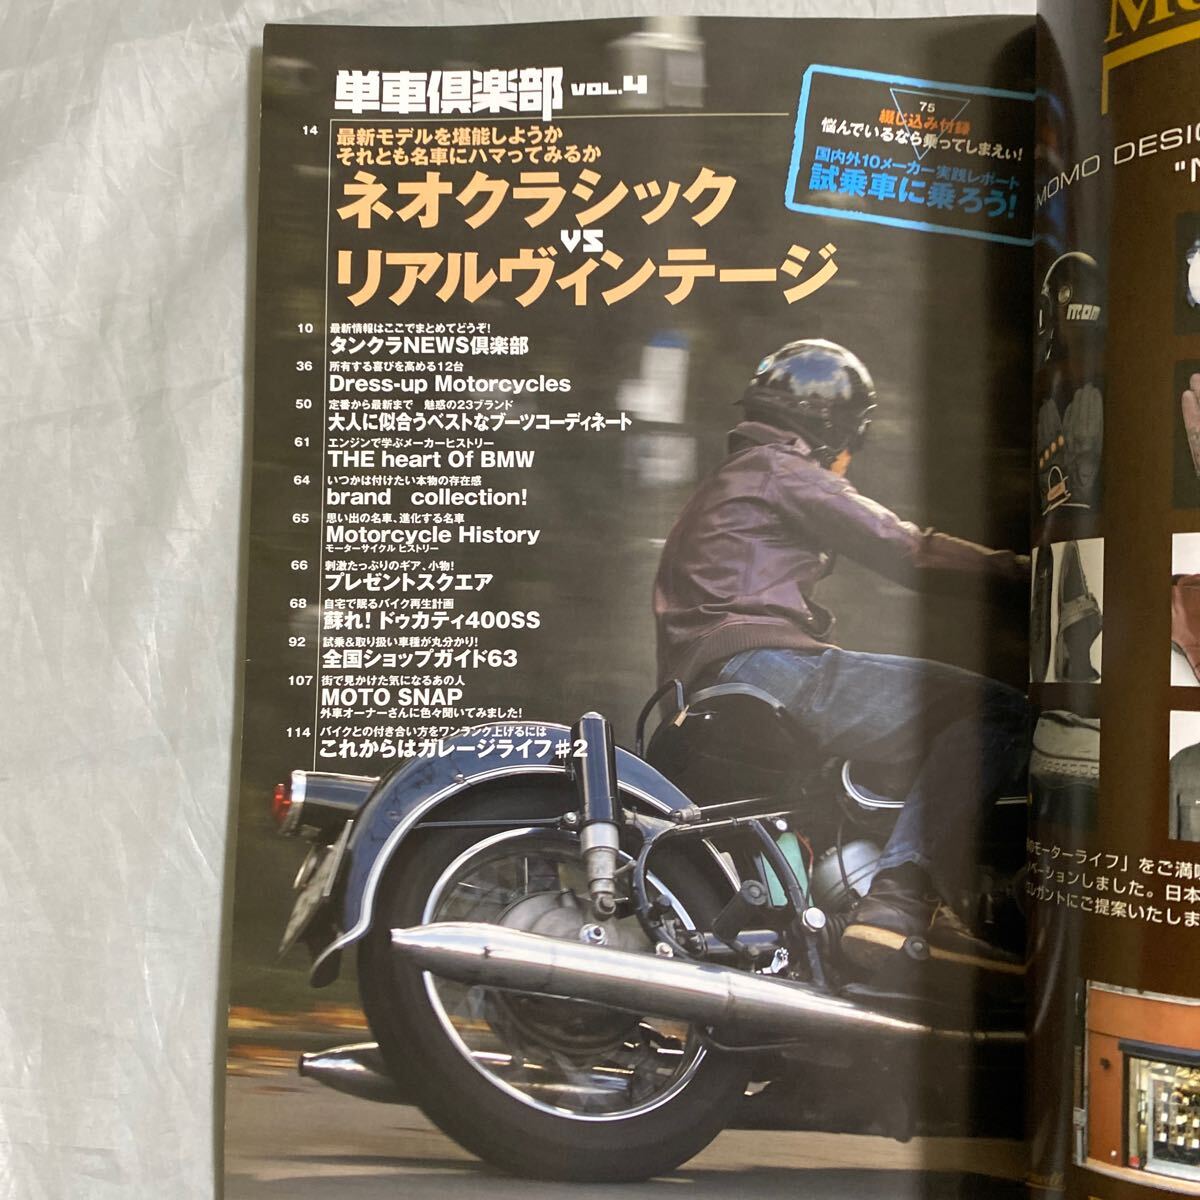 単車倶楽部 VOL.4
14
最新モデルを堪能しようか
それとも名車にハマってみるか
ネオクラシック
vs
リアルヴィンテージ
75
綴じ込み付録
悩んでいるなら乗ってしまえぃ!
国内外10メーカー実践レポート
試乗車に乗ろう!
10 最新情報はここでまとめてどうぞ!
タンクラNEWS倶楽部
36 所有する喜びを高める12台
Dress-up Motorcycles
50 定番から最新まで 魅惑の23ブランド
大人に似合うベストなブーツコーディネート
61 エンジンで学ぶメーカーヒストリー
THE heart Of BMW
64 いつかは付けたい本物の存在感
brand collection!
65 思い出の名車、進化する名車
Motorcycle History
モーターサイクル ヒストリー
66 刺激たっぷりのギア、小物!
プレゼントスクエア
68 自宅で眠るバイク再生計画
蘇れ! ドゥカティ400SS
92 試乗&取り扱い車種が丸分かり!
全国ショップガイド63
107 街で見かけた気になるあの人
MOTO SNAP
外車オーナーさんに色々聞いてみました!
114 バイクとの付き合い方をワンランク上げるには
これからはガレージライフ#2
MOMO DESIG
"N
mom
モーターライフ」をご満喫
ベーションしました。日本
エレガントにご提案いたしま